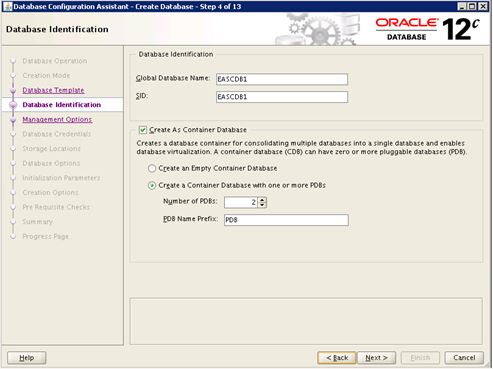 Database Configuration Assistant - Create Database - Step 4 of 13
Database Identification
ORACLE
DATABASE 12c
Database Operation
Creation Mode
Database Template
Database Identification
Management Options
Database Credentials
Storage Locations
Database Options
Initialization Parameters
Creation Options
Pre Requisite Checks
Summary
Progress Page
Database Identification
Global Database Name: EASCDB1
SID: EASCDB1
Create As Container Database
Creates a database container for consolidating multiple databases into a single database and enables
database virtualization. A container database (CDB) can have zero or more pluggable databases (PDB).
Create an Empty Container Database
Create a Container Database with one or more PDBs
Number of PDBs: 2
PDB Name Prefix: PDB
Help
< Back
Next >
Finish
Cancel